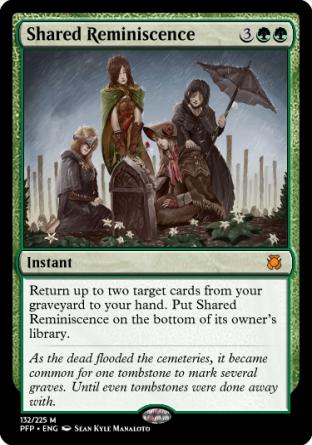 Shared Reminiscence 3
Instant
Return up to two target cards from your
graveyard to your hand. Put Shared
Reminiscence on the bottom of its owner's
library.
As the dead flooded the cemeteries, it became
common for one tombstone to mark several
graves. Until even tombstones were done away
with.
132/225 M
PFP • ENG Sean Kyle Manaloto